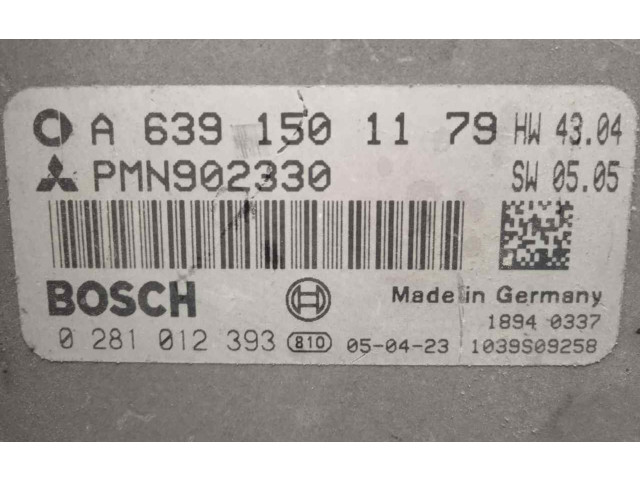 A 639 150 11 79 HW 43.04
PMN902330 SW 05.05
BOSCH Made in Germany
1894 0337
0 281 012 393 810 05-04-23 1039S09258